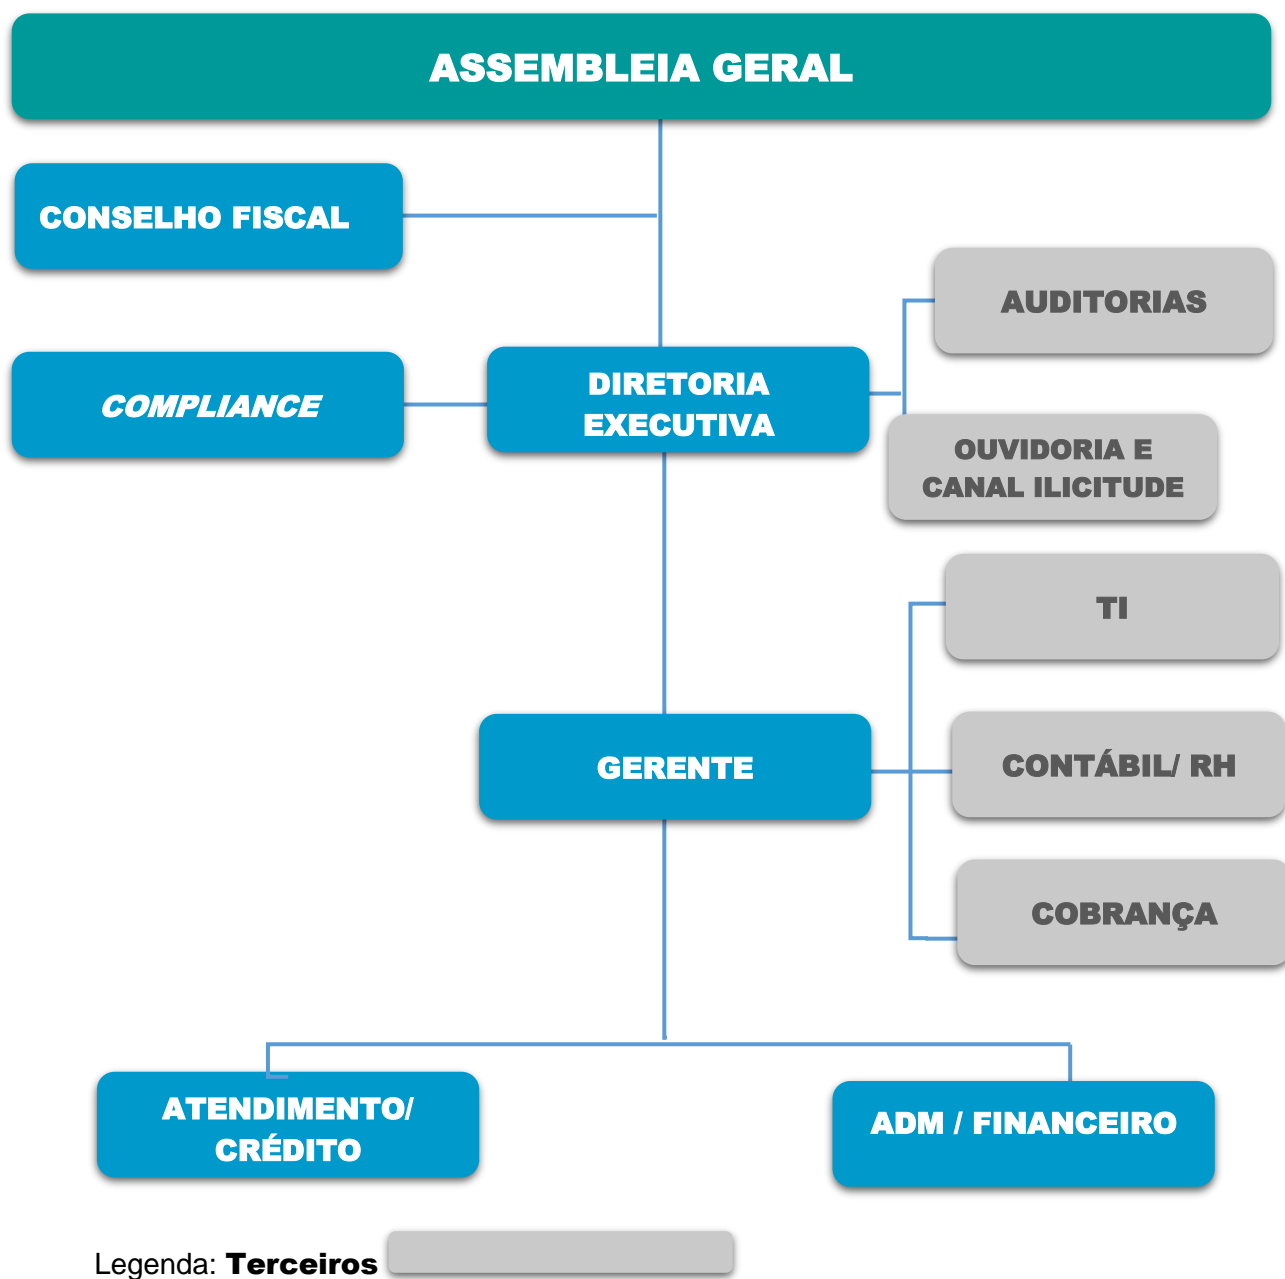 ASSEMBLEIA GERAL
CONSELHO FISCAL
AUDITORIAS
COMPLIANCE
DIRETORIA
EXECUTIVA
OUVIDORIA E
CANAL ILICITUDE
TI
GERENTE
CONTÁBIL/ RH
COBRANÇA
ATENDIMENTO/
CRÉDITO
ADM / FINANCEIRO
Legenda: Terceiros